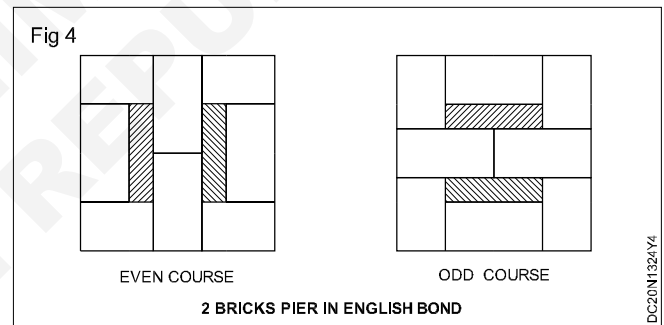 Fig 4
EVEN COURSE
ODD COURSE
2 BRICKS PIER IN ENGLISH BOND
DC20N1324Y4